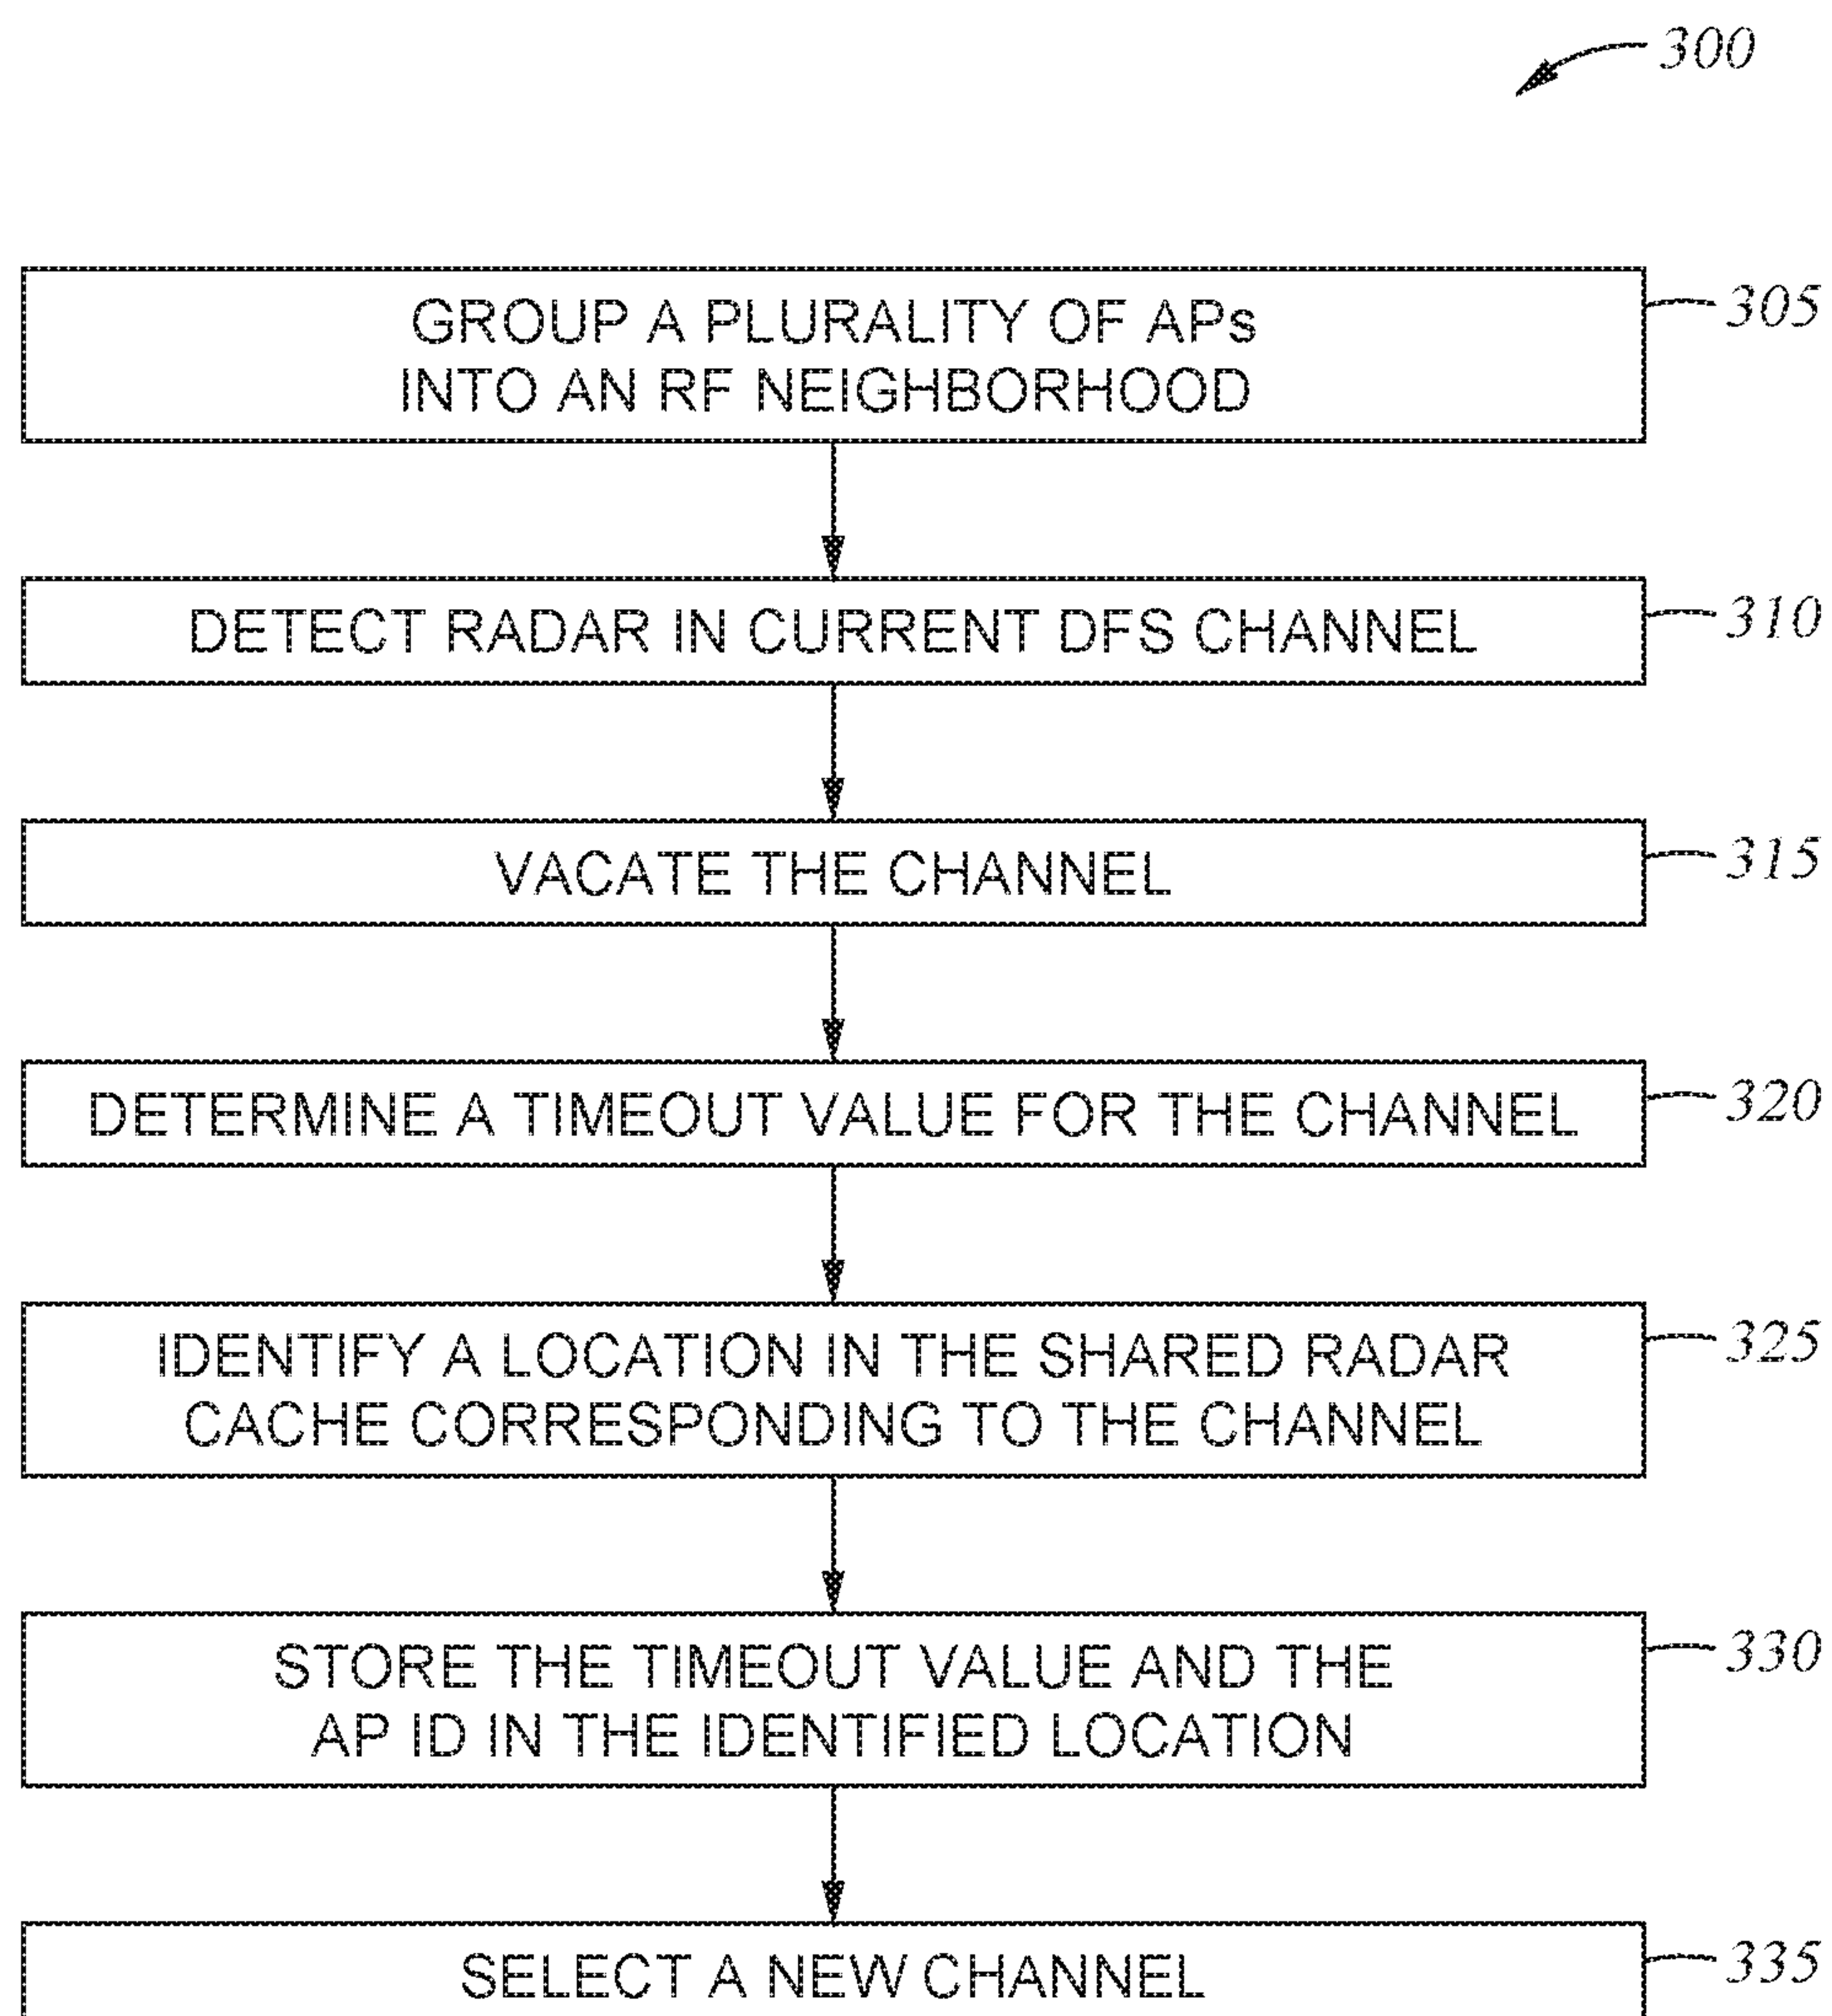 300
GROUP A PLURALITY OF APs
INTO AN RF NEIGHBORHOOD
305
DETECT RADAR IN CURRENT DFS CHANNEL
310
VACATE THE CHANNEL
315
DETERMINE A TIMEOUT VALUE FOR THE CHANNEL
320
IDENTIFY A LOCATION IN THE SHARED RADAR
CACHE CORRESPONDING TO THE CHANNEL
325
STORE THE TIMEOUT VALUE AND THE
AP ID IN THE IDENTIFIED LOCATION
330
SELECT A NEW CHANNEL
335